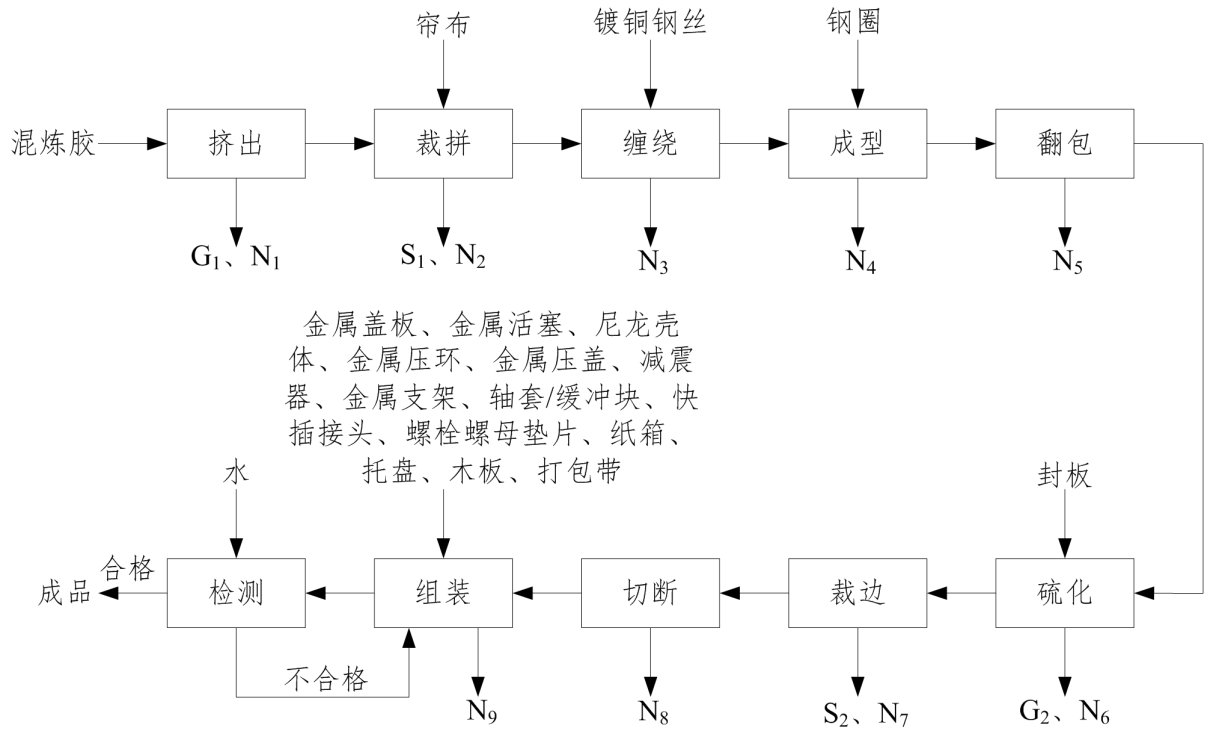 帘布
镀铜钢丝
钢圈
混炼胶
挤出
裁拼
缠绕
成型
翻包
G₁、N₁
S₁、N₂
N₃
N₄
N₅
金属盖板、金属活塞、尼龙壳
体、金属压环、金属压盖、减震
器、金属支架、轴套/缓冲块、快
插接头、螺栓螺母垫片、纸箱、
托盘、木板、打包带
水
封板
成品
合格
检测
组装
切断
裁边
硫化
不合格
N₉
N₈
S₂、N₇
G₂、N₆